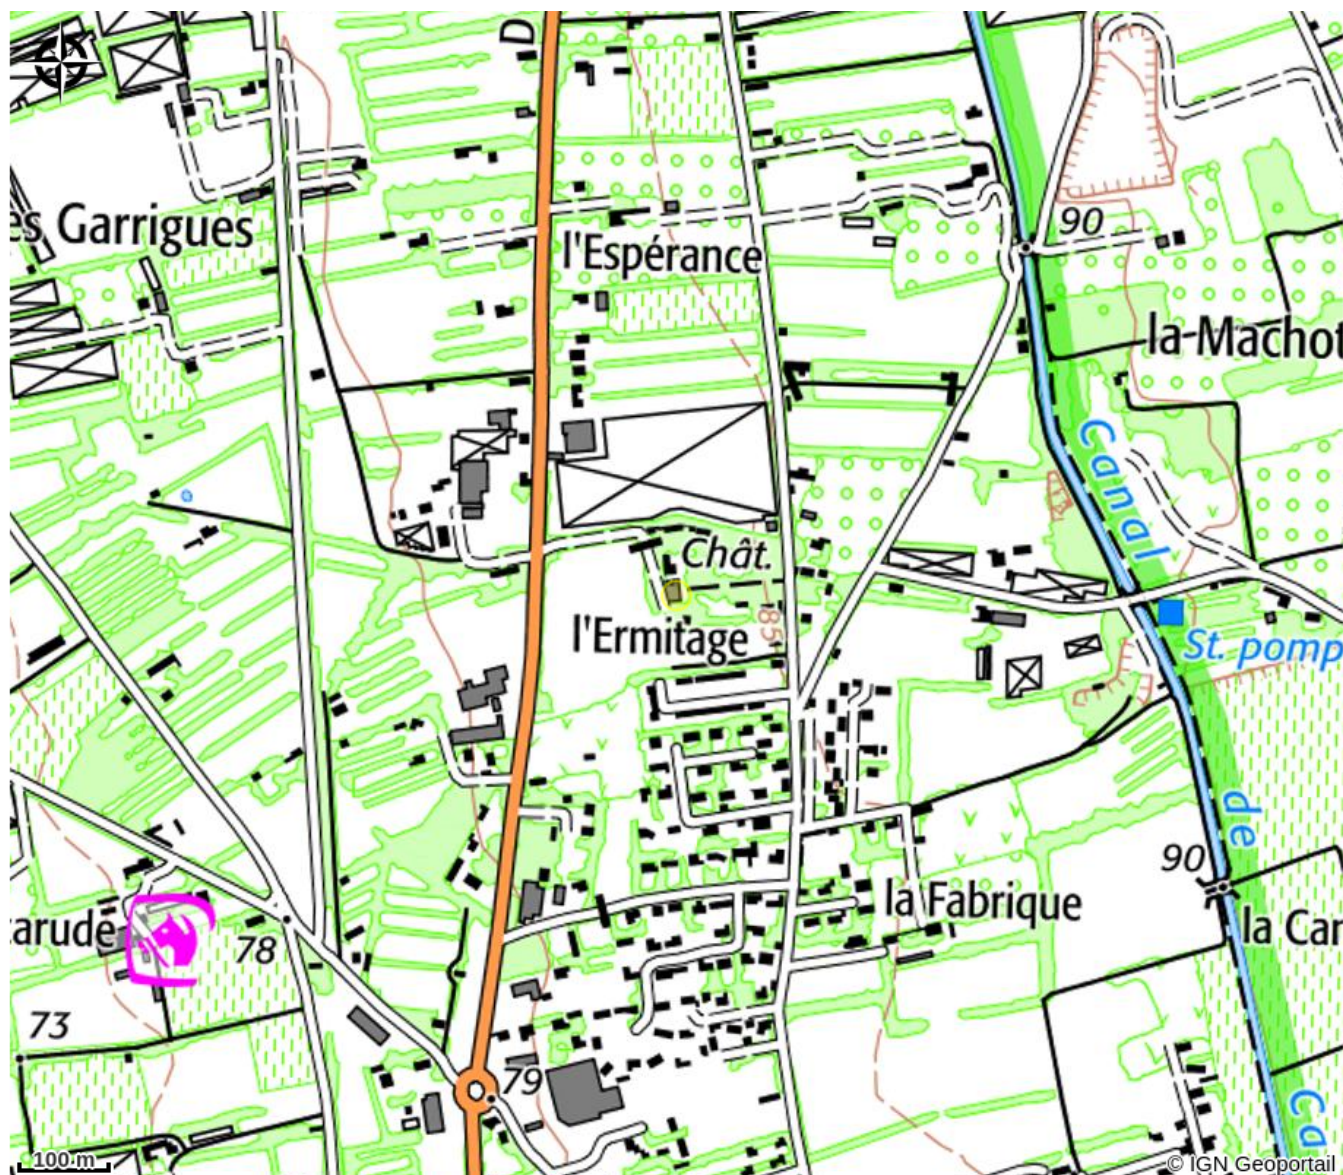 D
es Garrigues
l'Espérance
90
la Machot
Canal
Chât.
l'Ermitage
85
St. pomp
de
90
arude
78
la Fabrique
la Car
73
79
Ca
100 m
© IGN Geoportail